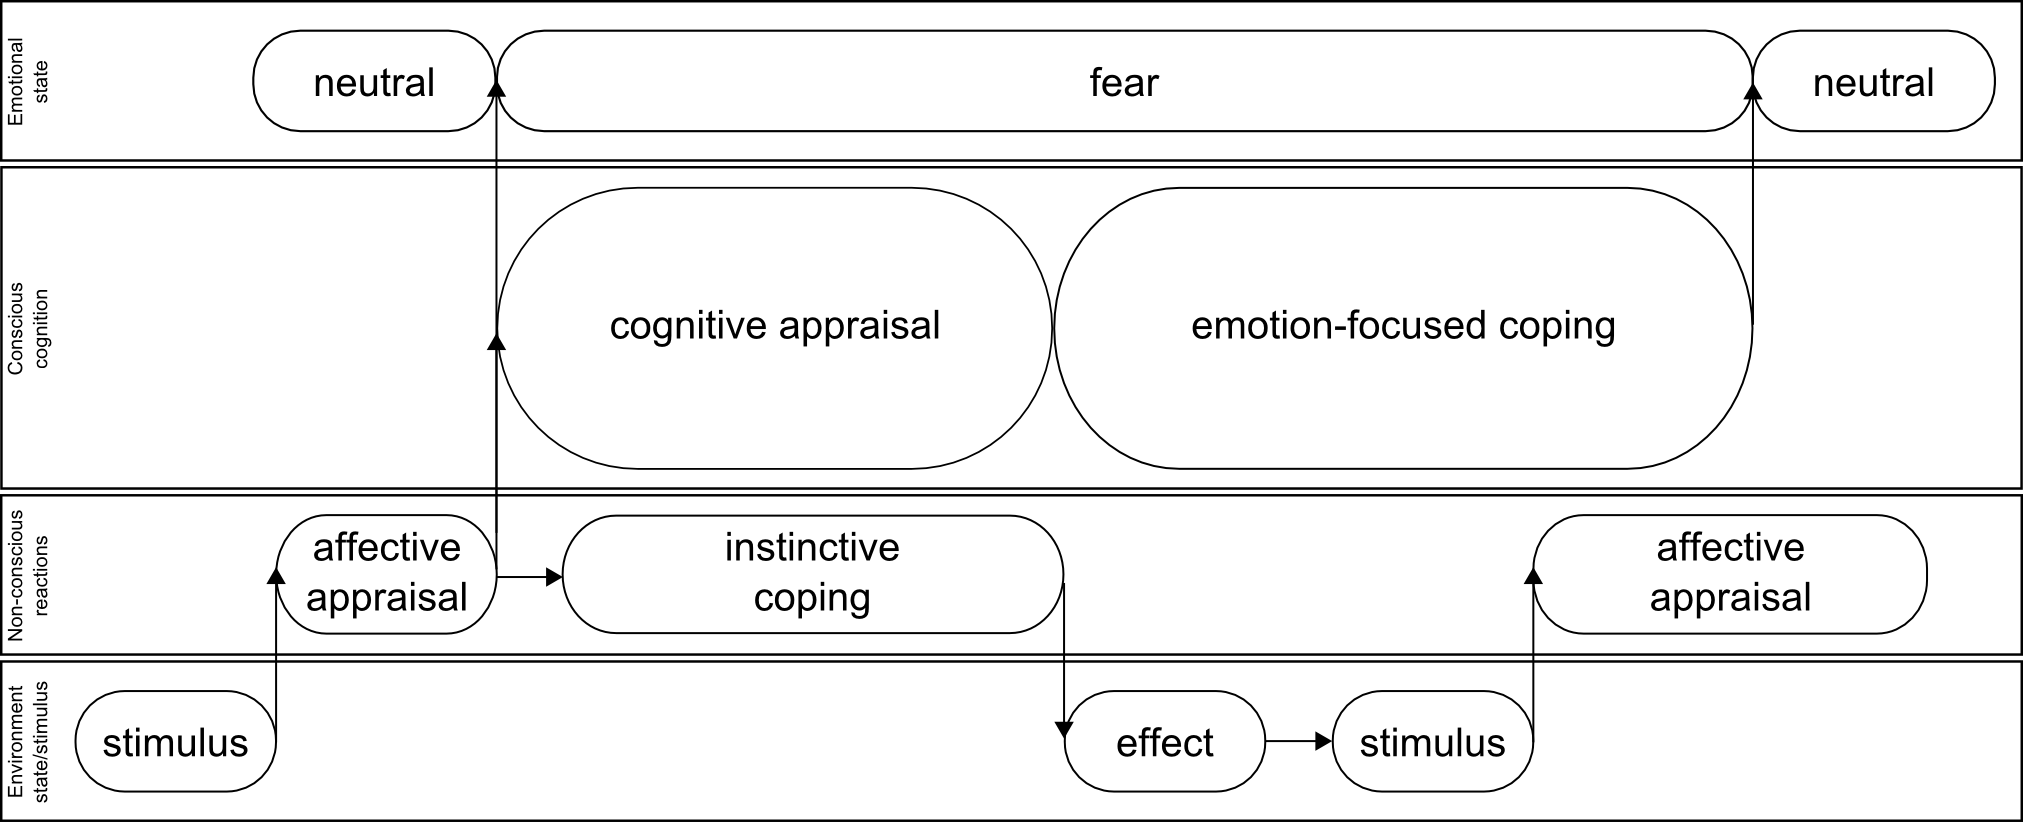 Emotional
state
neutral
fear
neutral
Conscious
cognition
cognitive appraisal
emotion-focused coping
Non-conscious
reactions
affective
appraisal
instinctive
coping
affective
appraisal
Environment
state/stimulus
stimulus
effect
stimulus